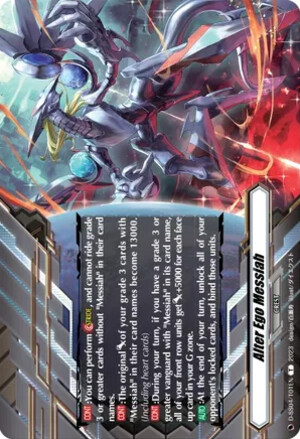 CONT:You can perform LOCK, and cannot ride grade
3 or greater cards without "Messiah" in their card
names.
CONT:The original of your grade 3 cards with
"Messiah" in their card names become 13000.
(Including heart cards)
CONT:During your turn, if you have a grade 3 or
greater vanguard with "Messiah" in its card name,
all of your front row units get +5000 for each face
up card in your G zone.
AUTO:At the end of your turn, unlock all of your
opponent's locked cards, and bind those units.
CREST
Alter Ego Messiah